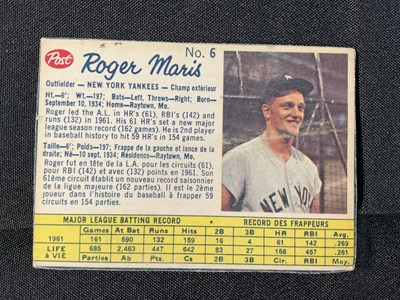 Post Roger Maris No. 6
Outfielder — NEW YORK YANKEES — Champ extérieur
Ht.—6'; Wt.—197; Bats—Left, Throws—Right; Born—
September 10, 1934; Home—Raytown, Mo.
Roger led the A.L. in HR's (61), RBI's (142) and
runs (132) in 1961. His 61 HR's set a new major
league season record (162 games). He is 2nd player
in baseball history to hit 59 HR's in 154 games.
Taille—6'; Poids—197; Frappe et lance de la
droite; Né—10 sept. 1934; Résidence—Raytown, Mo.
Roger fut en tête de la L.A. pour les circuits (61),
pour RBI (142) et avec (132) points en 1961. Son
61ème circuit établit un nouveau record saisonnier
de la ligue majeure (162 parties). Il est le 2ème
joueur dans l'histoire du baseball à frapper 59
circuits en 154 parties.
NEW YORK
MAJOR LEAGUE BATTING RECORD • RECORD DES FRAPPEURS
Games At Bat Runs Hits 2B 3B HR RBI Avg.
1961 161 590 132 159 16 4 61 142 .269
LIFE 685 2463 447 642 83 27 158 457 .261
à VIE Parties Pts C.S. 2B 3B Cir. RBI Moy.